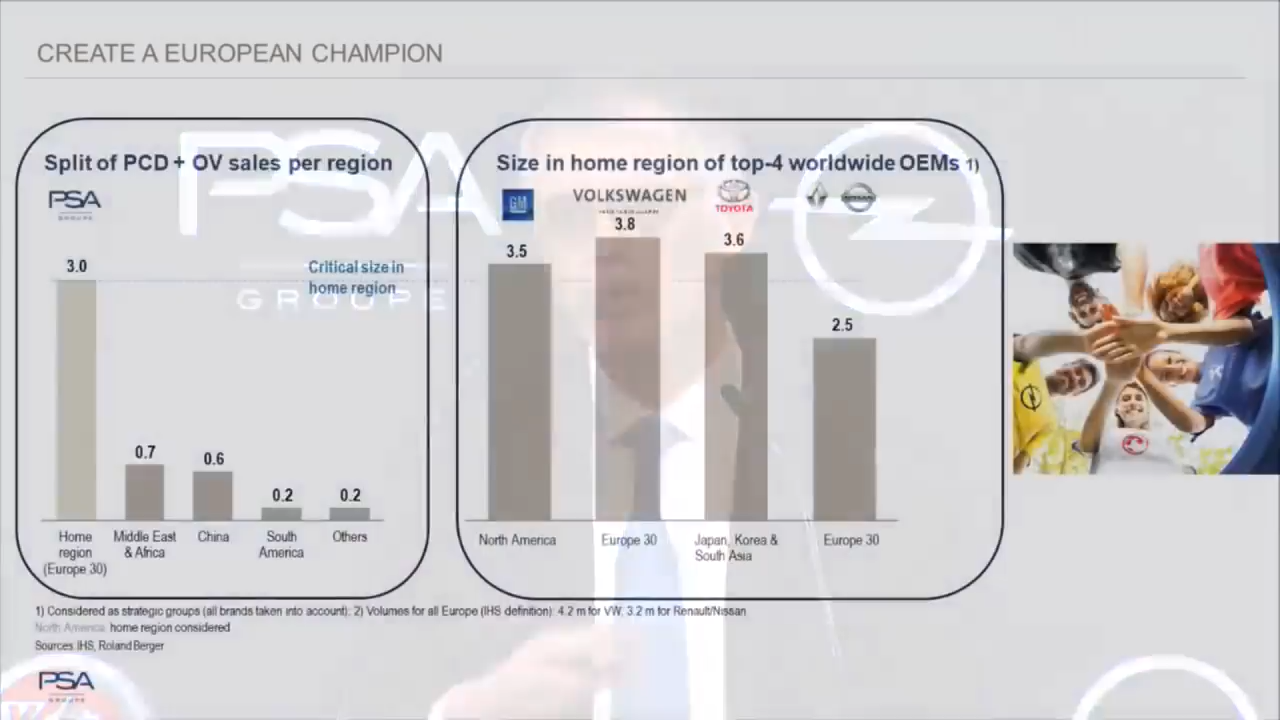 CREATE A EUROPEAN CHAMPION
Split of PCD + OV sales per region
PSA
GROUPE
3.0
Critical size in
home region
0.7
0.6
0.2
0.2
Home
region
(Europe 30)
Middle East
& Africa
China
South
America
Others
Size in home region of top-4 worldwide OEMs 1)
GM
VOLKSWAGEN
TOYOTA
NISSAN
3.5
3.8
3.6
2.5
North America
Europe 30
Japan, Korea &
South Asia
Europe 30
PSA
GROUPE
1) Considered as strategic groups (all brands taken into account); 2) Volumes for all Europe (IHS definition): 4.2 m for VW, 3.2 m for Renault/Nissan
North America: home region considered
Sources: IHS, Roland Berger
PSA
GROUPE